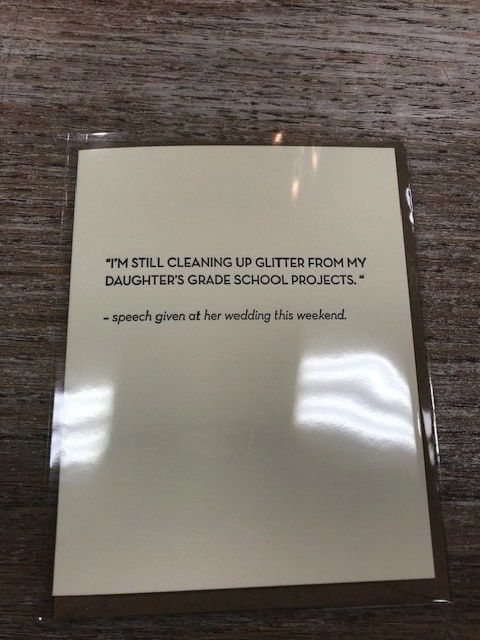 "I'M STILL CLEANING UP GLITTER FROM MY
DAUGHTER'S GRADE SCHOOL PROJECTS. "
– speech given at her wedding this weekend.